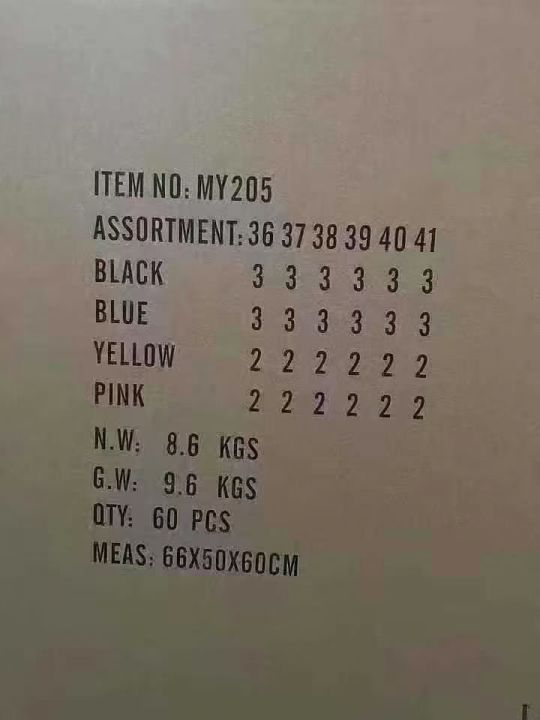 ITEM NO: MY205
ASSORTMENT: 36 37 38 39 40 41
BLACK 3 3 3 3 3 3
BLUE 3 3 3 3 3 3
YELLOW 2 2 2 2 2 2
PINK 2 2 2 2 2 2
N.W: 8.6 KGS
G.W: 9.6 KGS
QTY: 60 PCS
MEAS: 66X50X60CM